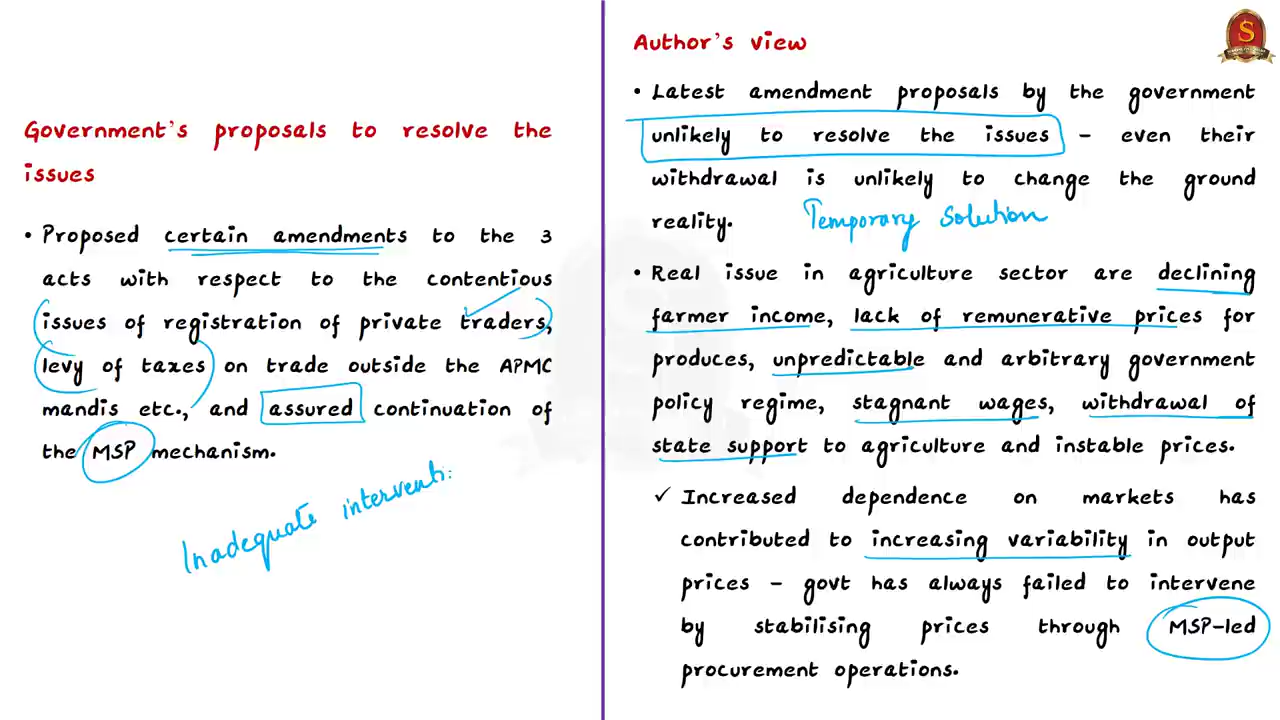 Government's proposals to resolve the
issues
• Proposed certain amendments to the 3
acts with respect to the contentious
issues of registration of private traders,
levy of taxes on trade outside the APMC
mandis etc., and assured continuation of
the MSP mechanism.
Inadequate interventi
Author's view
• Latest amendment proposals by the government
unlikely to resolve the issues – even their
withdrawal is unlikely to change the ground
reality.
Temporary Solution
• Real issue in agriculture sector are declining
farmer income, lack of remunerative prices for
produces, unpredictable and arbitrary government
policy regime, stagnant wages, withdrawal of
state support to agriculture and instable prices.
✓ Increased dependence on markets has
contributed to increasing variability in output
prices – govt has always failed to intervene
by stabilising prices through MSP-led
procurement operations.
S